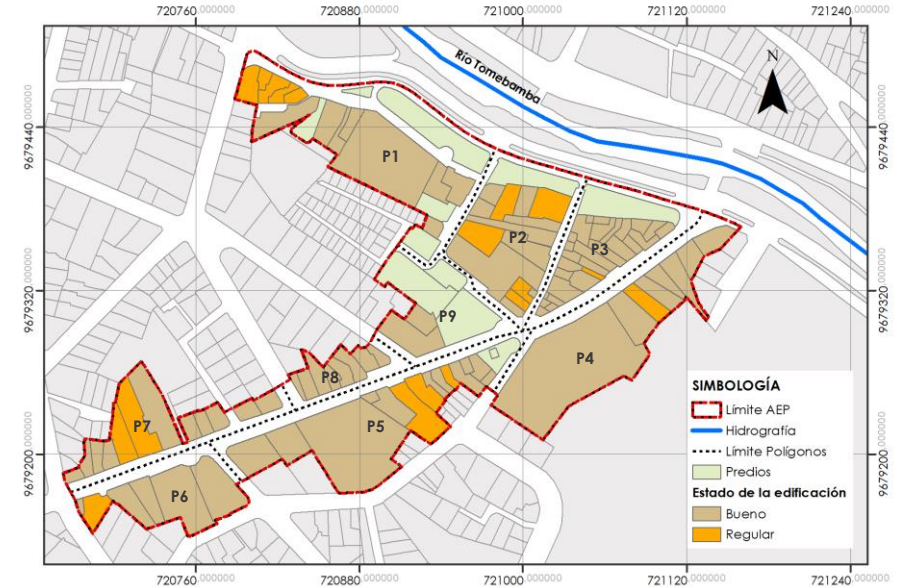 720760.000000 720880.000000 721000.000000 721120.000000 721240.000000
9679440.000000 9679440.000000
9679320.000000 9679320.000000
9679200.000000 9679200.000000
Río Tomebamba
N
P1
P2
P3
P9
P4
P8
P7
P5
P6
SIMBOLOGÍA
Límite AEP
Hidrografía
Límite Polígonos
Predios
Estado de la edificación
Bueno
Regular
720760.000000 720880.000000 721000.000000 721120.000000 721240.000000